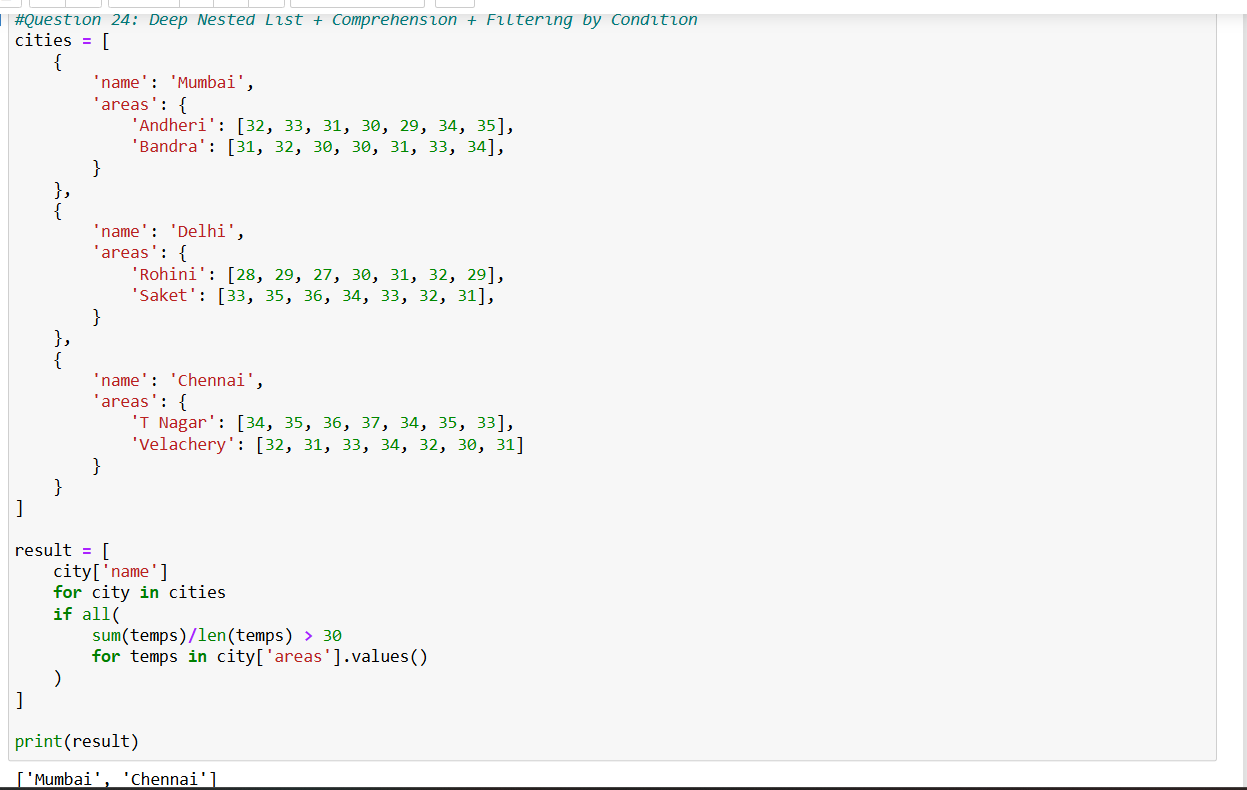 #Question 24: Deep Nested List + Comprehension + Filtering by Condition
cities = [
    {
        'name': 'Mumbai',
        'areas': {
            'Andheri': [32, 33, 31, 30, 29, 34, 35],
            'Bandra': [31, 32, 30, 30, 31, 33, 34],
        }
    },
    {
        'name': 'Delhi',
        'areas': {
            'Rohini': [28, 29, 27, 30, 31, 32, 29],
            'Saket': [33, 35, 36, 34, 33, 32, 31],
        }
    },
    {
        'name': 'Chennai',
        'areas': {
            'T Nagar': [34, 35, 36, 37, 34, 35, 33],
            'Velachery': [32, 31, 33, 34, 32, 30, 31]
        }
    }
]
result = [
    city['name']
    for city in cities
    if all(
        sum(temps)/len(temps) > 30
        for temps in city['areas'].values()
    )
]
print(result)
['Mumbai', 'Chennai']